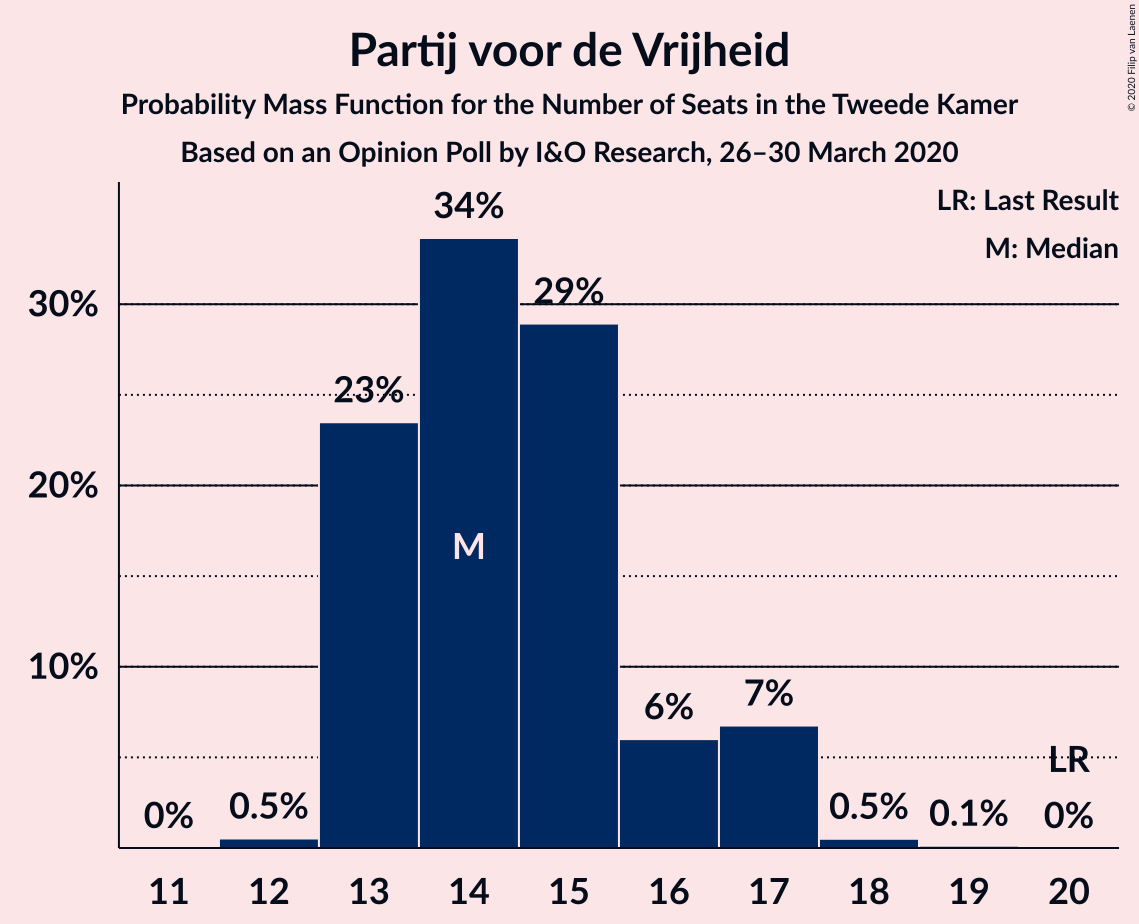 Partij voor de Vrijheid
Probability Mass Function for the Number of Seats in the Tweede Kamer
Based on an Opinion Poll by I&O Research, 26–30 March 2020
© 2020 Filip van Laenen
LR: Last Result
M: Median
34%
29%
30%
23%
20%
M
10%
7%
6%
LR
0%
0.5%
0.5%
0.1%
0%
11 12 13 14 15 16 17 18 19 20